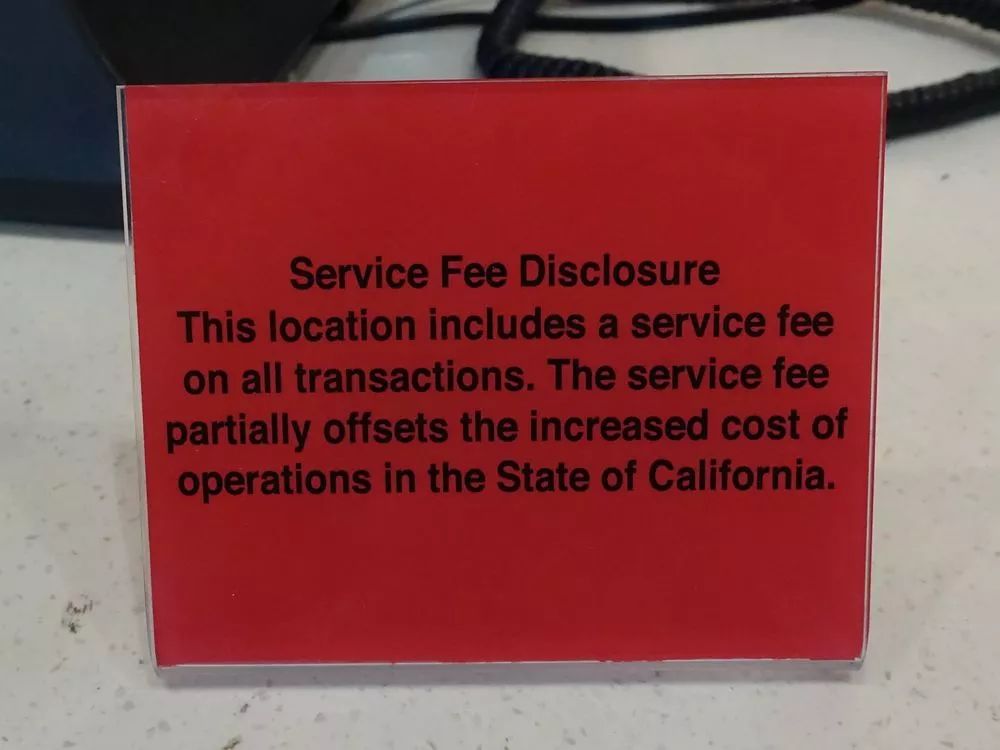 Service Fee Disclosure
This location includes a service fee
on all transactions. The service fee
partially offsets the increased cost of
operations in the State of California.